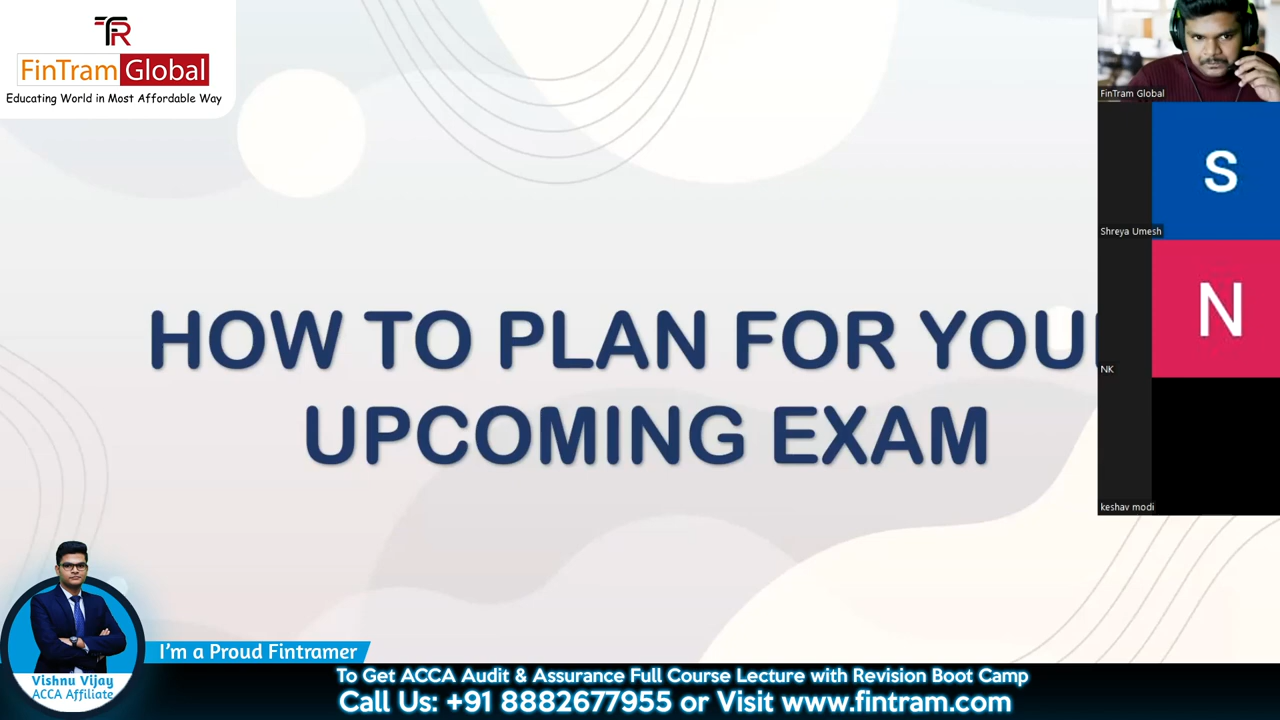 TR
FinTram Global
Educating World in Most Affordable Way
HOW TO PLAN FOR YOU
UPCOMING EXAM
FinTram Global
S
Shreya Umesh
N
NK
keshav modi
I'm a Proud Fintramer
Vishnu Vijay
ACCA Affiliate
To Get ACCA Audit & Assurance Full Course Lecture with Revision Boot Camp
Call Us: +91 8882677955 or Visit www.fintram.com